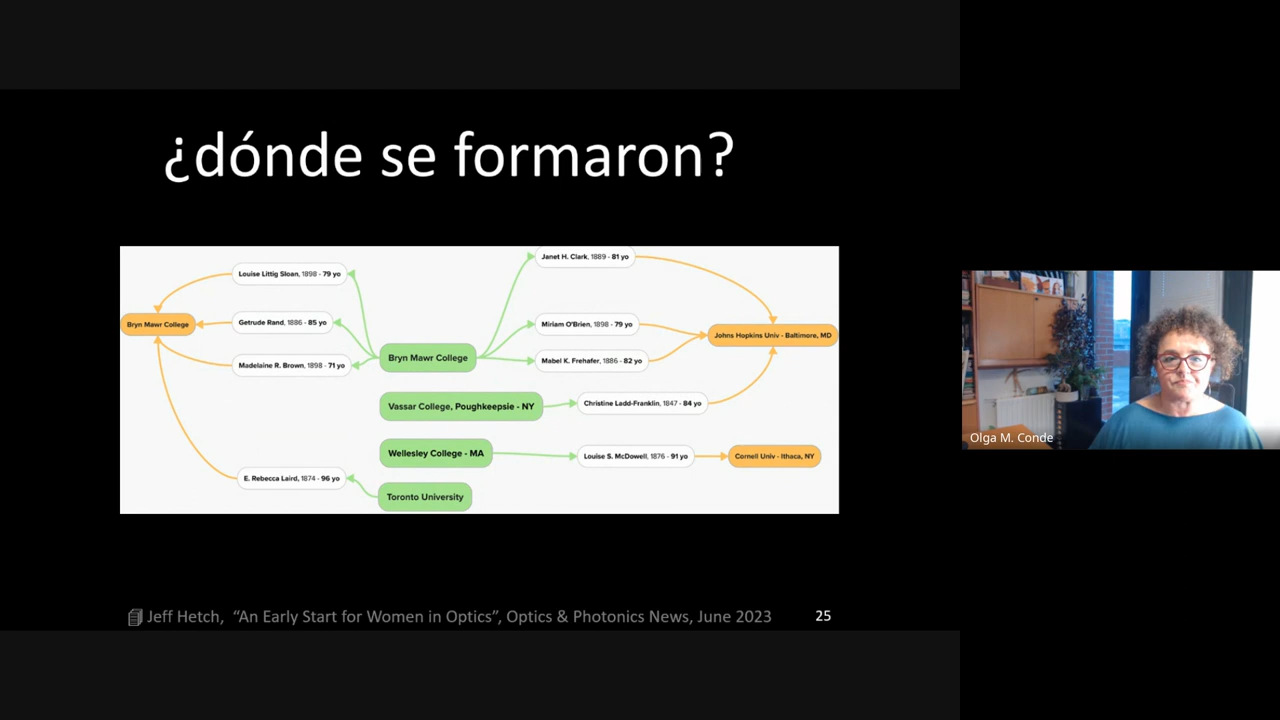 ¿dónde se formaron?
Janet H. Clark, 1889 - 81 yo
Louise Littig Sloan, 1898 - 79 yo
Bryn Mawr College
Getrude Rand, 1886 - 85 yo
Miriam O'Brien, 1898 - 79 yo
Johns Hopkins Univ - Baltimore, MD
Madelaine R. Brown, 1898 - 71 yo
Bryn Mawr College
Mabel K. Frehafer, 1886 - 82 yo
Vassar College, Poughkeepsie - NY
Christine Ladd-Franklin, 1847 - 84 yo
Wellesley College - MA
Louise S. McDowell, 1876 - 91 yo
Cornell Univ - Ithaca, NY
E. Rebecca Laird, 1874 - 96 yo
Toronto University
Jeff Hetch, “An Early Start for Women in Optics”, Optics & Photonics News, June 2023
25
Olga M. Conde